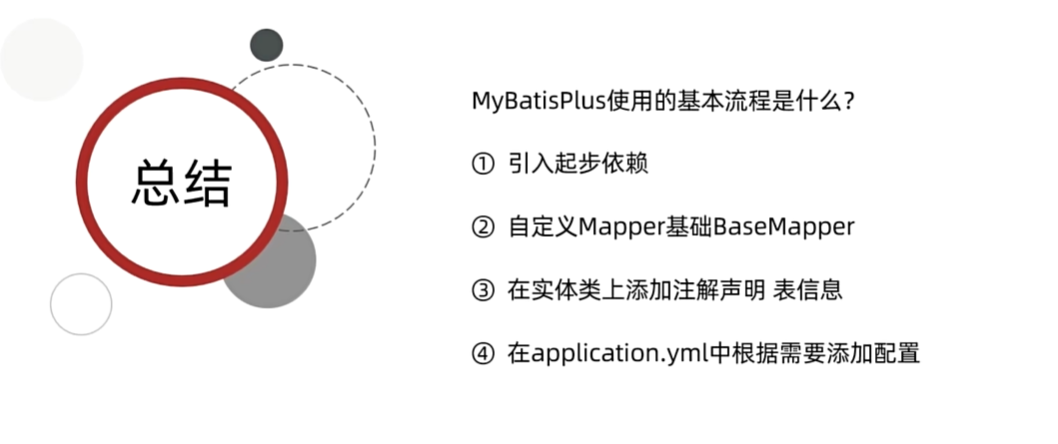 总结
MyBatisPlus使用的基本流程是什么？
① 引入起步依赖
② 自定义Mapper基础BaseMapper
③ 在实体类上添加注解声明 表信息
④ 在application.yml中根据需要添加配置